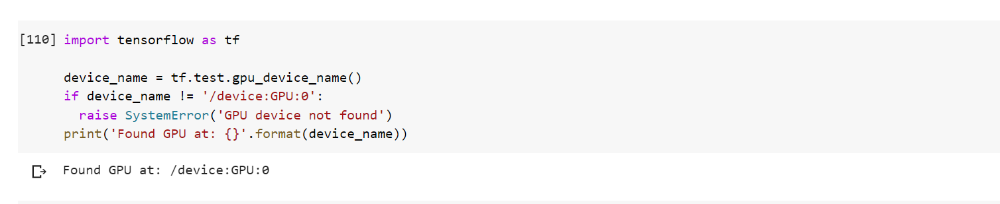 [110] import tensorflow as tf
device_name = tf.test.gpu_device_name()
if device_name != '/device:GPU:0':
  raise SystemError('GPU device not found')
print('Found GPU at: {}'.format(device_name))
Found GPU at: /device:GPU:0